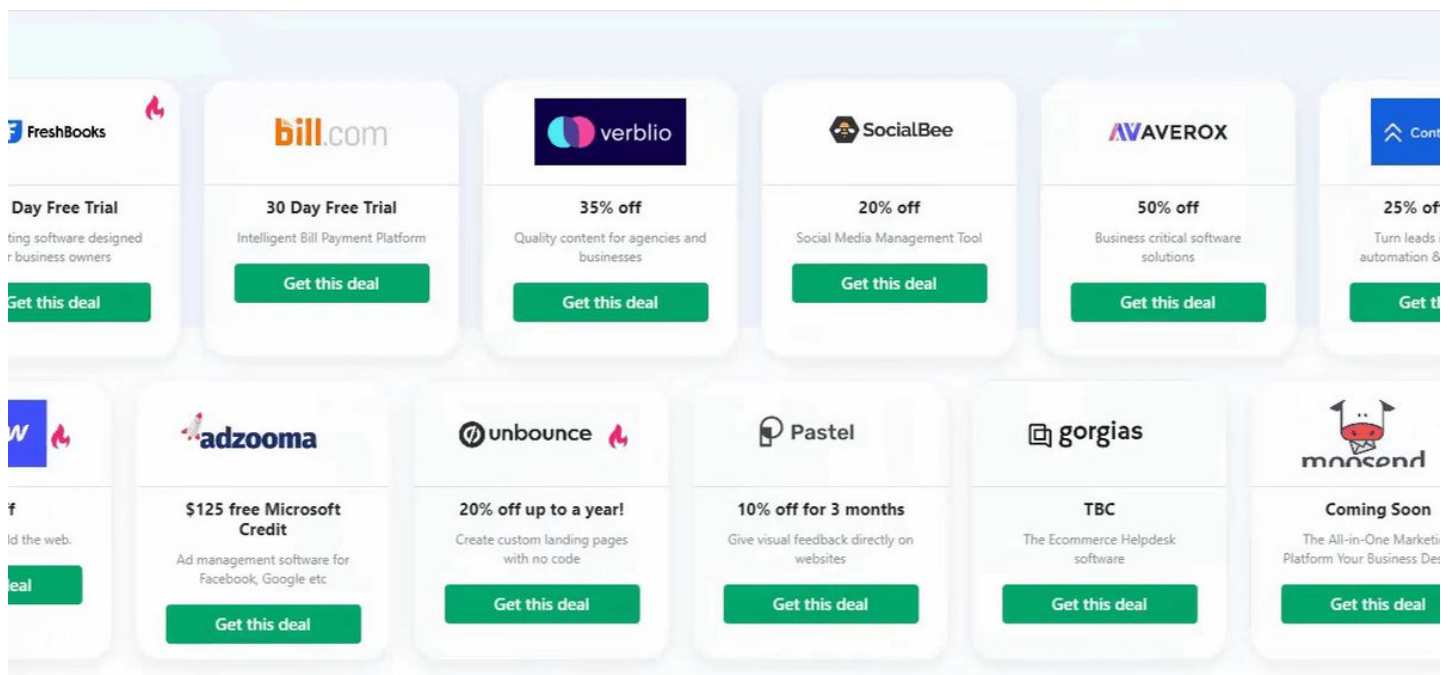 FreshBooks
Day Free Trial
ting software designed
r business owners
Get this deal
bill.com
30 Day Free Trial
Intelligent Bill Payment Platform
Get this deal
verblio
35% off
Quality content for agencies and
businesses
Get this deal
SocialBee
20% off
Social Media Management Tool
Get this deal
AVEROX
50% off
Business critical software
solutions
Get this deal
Cont
25% of
Turn leads i
automation &
Get th
w
f
ld the web.
eal
adzooma
$125 free Microsoft
Credit
Ad management software for
Facebook, Google etc
Get this deal
unbounce
20% off up to a year!
Create custom landing pages
with no code
Get this deal
Pastel
10% off for 3 months
Give visual feedback directly on
websites
Get this deal
gorgias
TBC
The Ecommerce Helpdesk
software
Get this deal
moosend
Coming Soon
The All-in-One Marketi
Platform Your Business Des
Get this deal